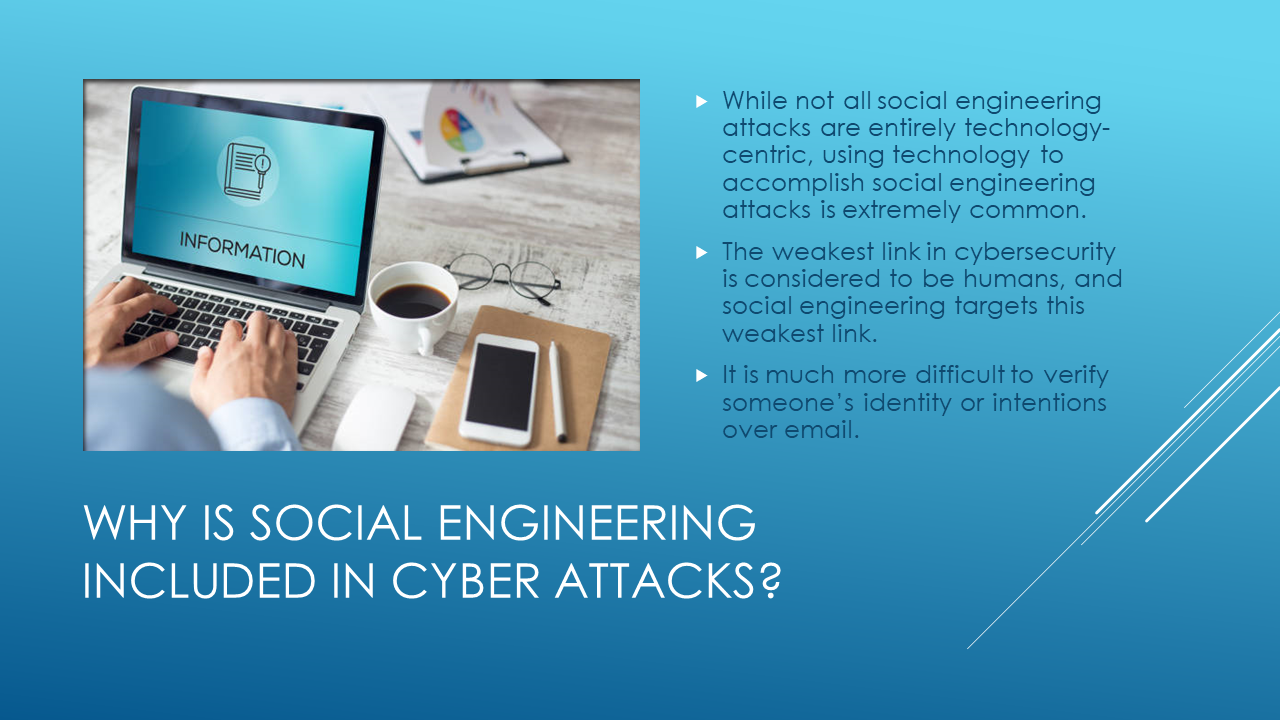 INFORMATION
While not all social engineering
attacks are entirely technology-
centric, using technology to
accomplish social engineering
attacks is extremely common.
The weakest link in cybersecurity
is considered to be humans, and
social engineering targets this
weakest link.
It is much more difficult to verify
someone’s identity or intentions
over email.
WHY IS SOCIAL ENGINEERING
INCLUDED IN CYBER ATTACKS?